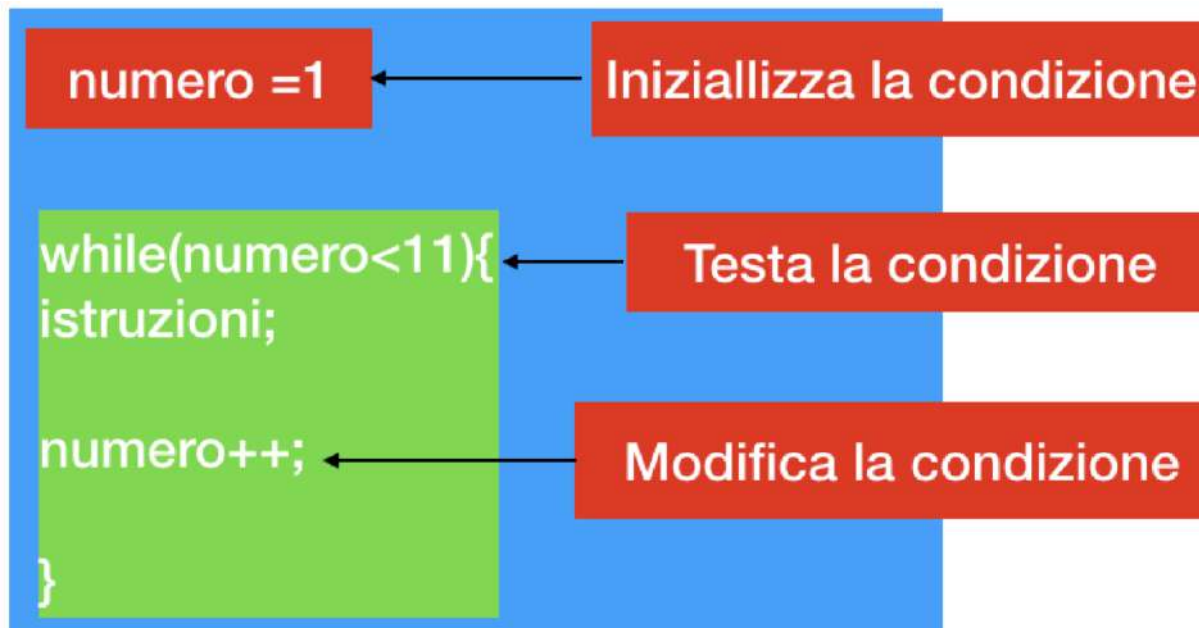 numero =1
Iniziallizza la condizione
while(numero<11){
Testa la condizione
istruzioni;
numero++;
Modifica la condizione
}